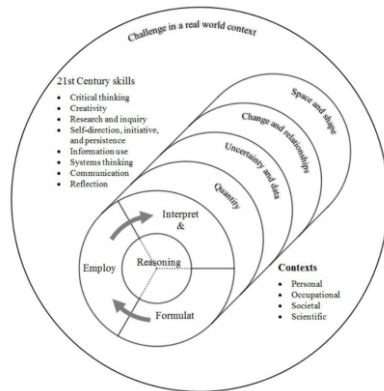 Challenge in a real world context
21st Century skills
• Critical thinking
• Creativity
• Research and inquiry
• Self-direction, initiative,
and persistence
• Information use
• Systems thinking
• Communication
• Reflection
Space and shape
Change and relationships
Uncertainty and data
Quantity
Interpret
&
Reasoning
Employ
Formulat
Contexts
• Personal
• Occupational
• Societal
• Scientific